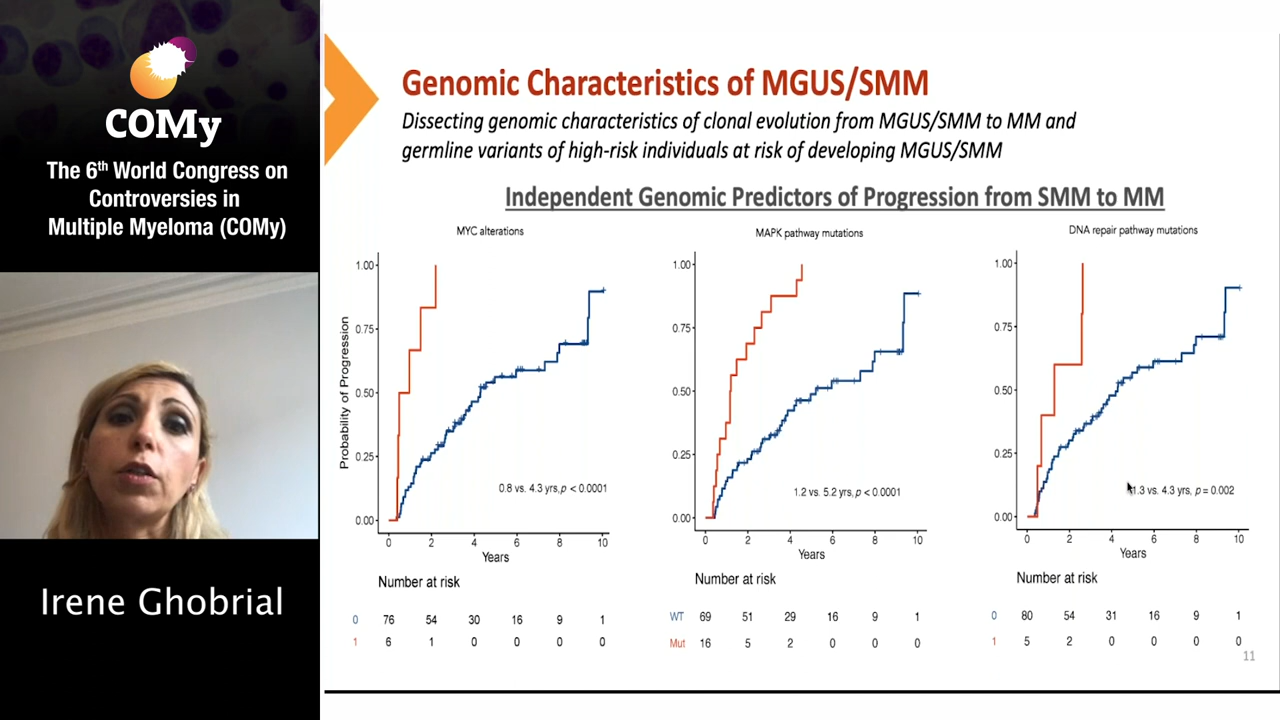 COMy
The 6th World Congress on
Controversies in
Multiple Myeloma (COMy)
Irene Ghobrial
Genomic Characteristics of MGUS/SMM
Dissecting genomic characteristics of clonal evolution from MGUS/SMM to MM and
germline variants of high-risk individuals at risk of developing MGUS/SMM
Independent Genomic Predictors of Progression from SMM to MM
MYC alterations
Probability of Progression
1.00
0.75
0.50
0.25
0.00
0.8 vs. 4.3 yrs, p < 0.0001
0 2 4 6 8 10
Years
Number at risk
0 76 54 30 16 9 1
1 6 1 0 0 0 0
MAPK pathway mutations
1.00
0.75
0.50
0.25
0.00
1.2 vs. 5.2 yrs, p < 0.0001
0 2 4 6 8 10
Years
Number at risk
WT 69 51 29 16 9 1
Mut 16 5 2 0 0 0
DNA repair pathway mutations
1.00
0.75
0.50
0.25
0.00
1.3 vs. 4.3 yrs, p = 0.002
0 2 4 6 8 10
Years
Number at risk
0 80 54 31 16 9 1
1 5 2 0 0 0 0
11